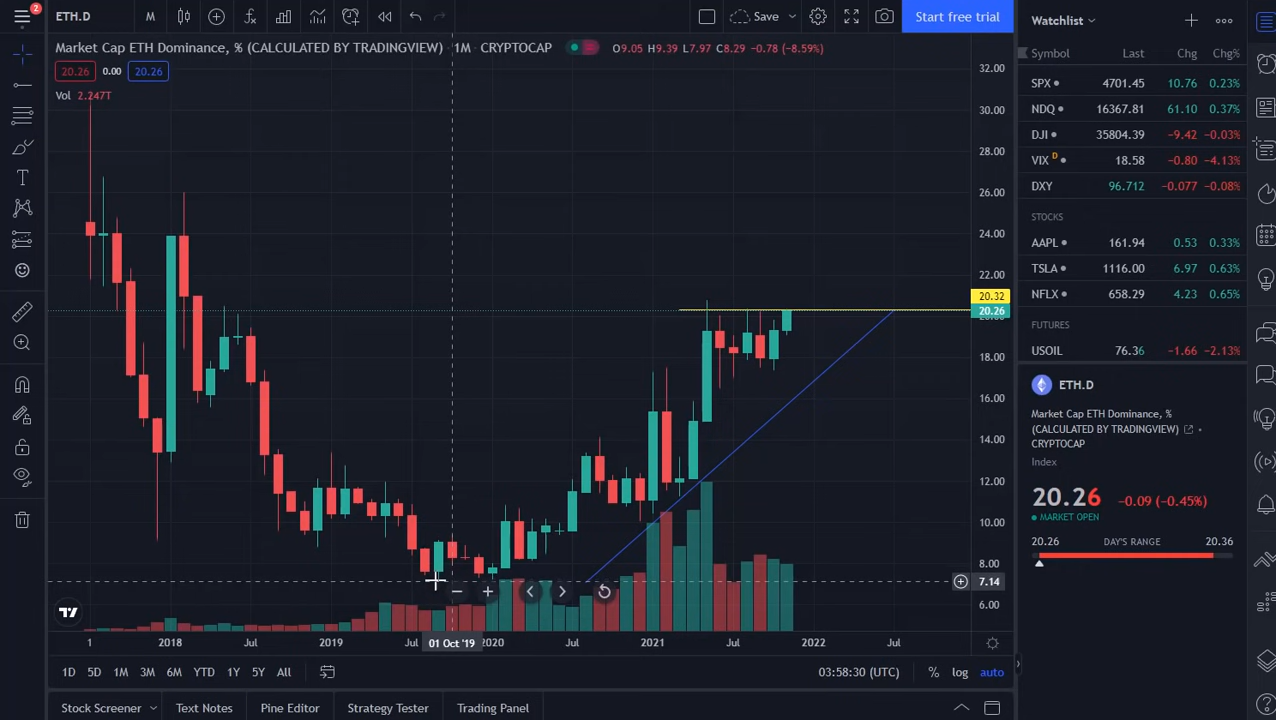 2
ETH.D
M
Save
Start free trial
Market Cap ETH Dominance, % (CALCULATED BY TRADINGVIEW) · 1M · CRYPTOCAP
O9.05 H9.39 L7.97 C8.29 −0.78 (−8.59%)
20.26 0.00 20.26
Vol 2.247T
32.00
30.00
28.00
26.00
24.00
22.00
20.32
20.26
20.00
18.00
16.00
14.00
12.00
10.00
8.00
7.14
6.00
1
2018
Jul
2019
Jul
01 Oct '19
2020
Jul
2021
Jul
2022
Jul
1D 5D 1M 3M 6M YTD 1Y 5Y All
03:58:30 (UTC)
% log auto
Stock Screener
Text Notes
Pine Editor
Strategy Tester
Trading Panel
Watchlist
Symbol Last Chg Chg%
SPX 4701.45 10.76 0.23%
NDQ 16367.81 61.10 0.37%
DJI 35804.39 −9.42 −0.03%
VIX D 18.58 −0.80 −4.13%
DXY 96.712 −0.077 −0.08%
STOCKS
AAPL 161.94 0.53 0.33%
TSLA 1116.00 6.97 0.63%
NFLX 658.29 4.23 0.65%
FUTURES
USOIL 76.36 −1.66 −2.13%
ETH.D
Market Cap ETH Dominance, %
(CALCULATED BY TRADINGVIEW) ·
CRYPTOCAP
Index
20.26 −0.09 (−0.45%)
MARKET OPEN
20.26 DAY'S RANGE 20.36